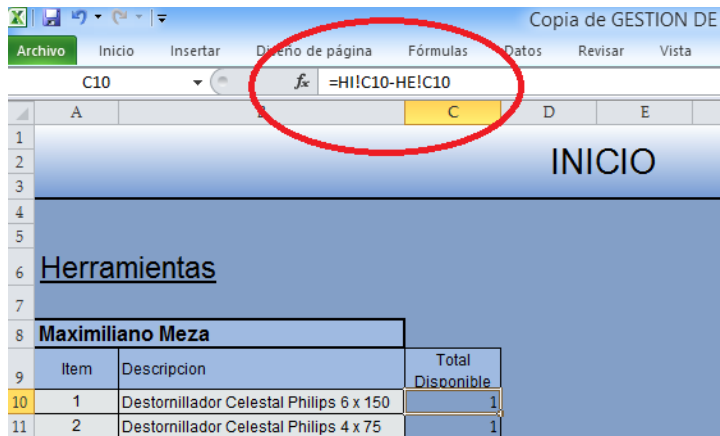 Copia de GESTION DE
Archivo Inicio Insertar Diseño de página Fórmulas Datos Revisar Vista
C10 fx =HI!C10-HE!C10
A B C D E
1
2 INICIO
3
4
5
6 Herramientas
7
8 Maximiliano Meza
9 Item Descripcion Total Disponible
10 1 Destornillador Celestal Philips 6 x 150 1
11 2 Destornillador Celestal Philips 4 x 75 1